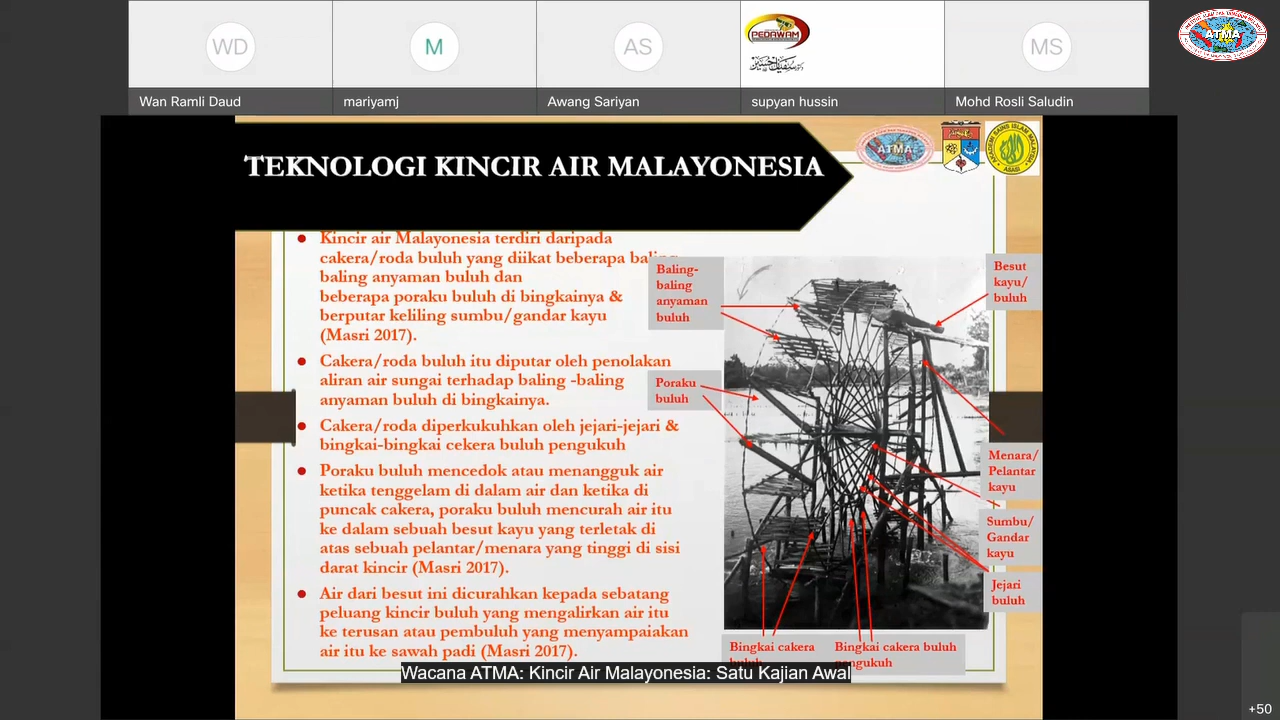 WD
M
AS
PEDAWAM
MS
ATMA
Wan Ramli Daud
mariyamj
Awang Sariyan
supyan hussin
Mohd Rosli Saludin
TEKNOLOGI KINCIR AIR MALAYONESIA
ATMA
Kincir air Malayonesia terdiri daripada
cakera/roda buluh yang diikat beberapa baling
baling anyaman buluh dan
beberapa poraku buluh di bingkainya &
berputar keliling sumbu/gandar kayu
(Masri 2017).
Cakera/roda buluh itu diputar oleh penolakan
aliran air sungai terhadap baling -baling
anyaman buluh di bingkainya.
Cakera/roda diperkukuhkan oleh jejari-jejari &
bingkai-bingkai cekera buluh pengukuh
Poraku buluh mencedok atau menangguk air
ketika tenggelam di dalam air dan ketika di
puncak cakera, poraku buluh mencurah air itu
ke dalam sebuah besut kayu yang terletak di
atas sebuah pelantar/menara yang tinggi di sisi
darat kincir (Masri 2017).
Air dari besut ini dicurahkan kepada sebatang
peluang kincir buluh yang mengalirkan air itu
ke terusan atau pembuluh yang menyampaiakan
air itu ke sawah padi (Masri 2017).
Baling-
baling
anyaman
buluh
Poraku
buluh
Besut
kayu/
buluh
Menara/
Pelantar
kayu
Sumbu/
Gandar
kayu
Jejari
buluh
Bingkai cakera
buluh
Bingkai cakera buluh
pengukuh
Wacana ATMA: Kincir Air Malayonesia: Satu Kajian Awal
+50